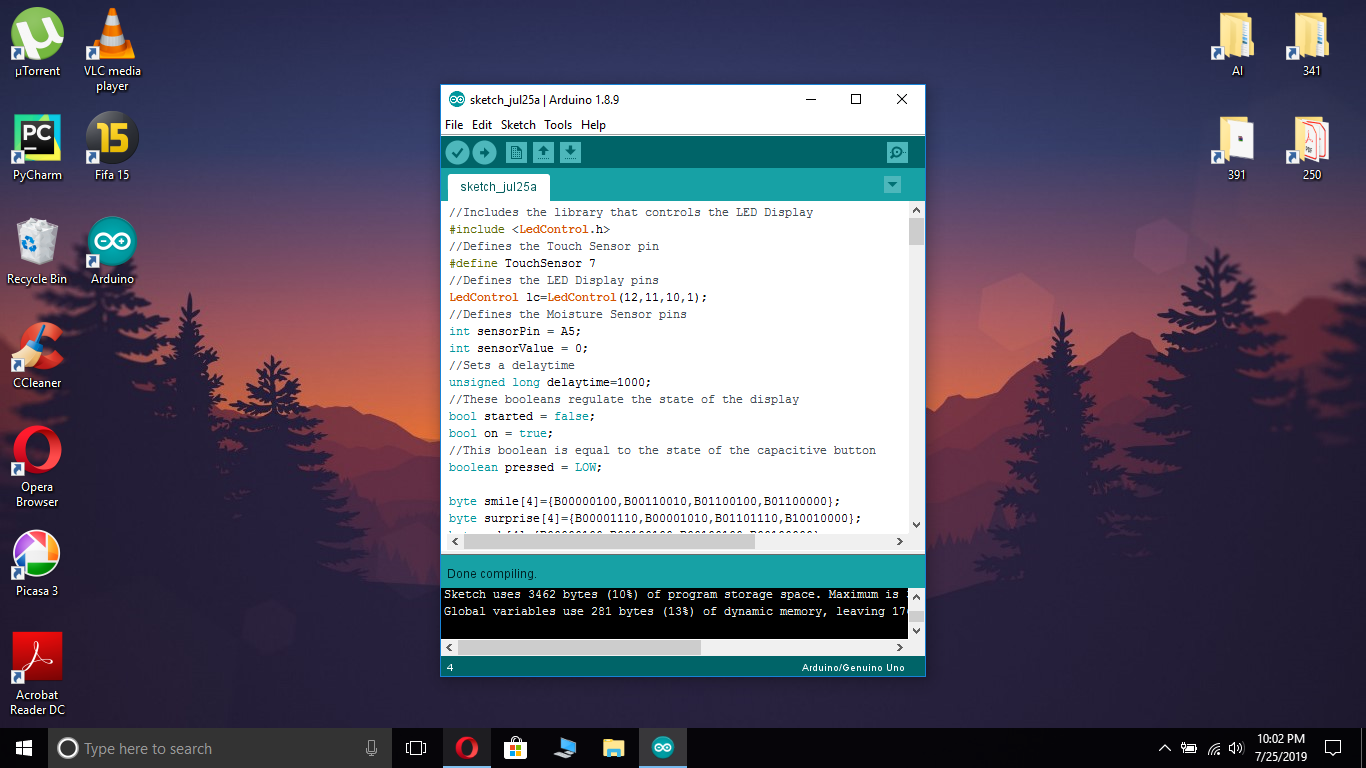 µTorrent
VLC media
player
PyCharm
PC
15
Fifa 15
Recycle Bin
Arduino
CCleaner
Opera
Browser
Picasa 3
Acrobat
Reader DC
AI
341
391
PDF
250
sketch_jul25a | Arduino 1.8.9
File Edit Sketch Tools Help
sketch_jul25a
//Includes the library that controls the LED Display
#include <LedControl.h>
//Defines the Touch Sensor pin
#define TouchSensor 7
//Defines the LED Display pins
LedControl lc=LedControl(12,11,10,1);
//Defines the Moisture Sensor pins
int sensorPin = A5;
int sensorValue = 0;
//Sets a delaytime
unsigned long delaytime=1000;
//These booleans regulate the state of the display
bool started = false;
bool on = true;
//This boolean is equal to the state of the capacitive button
boolean pressed = LOW;
byte smile[4]={B00000100,B00110010,B01100100,B01100000};
byte surprise[4]={B00001110,B00001010,B01101110,B10010000};
Done compiling.
Sketch uses 3462 bytes (10%) of program storage space. Maximum is
Global variables use 281 bytes (13%) of dynamic memory, leaving 17
4
Arduino/Genuino Uno
Type here to search
10:02 PM
7/25/2019